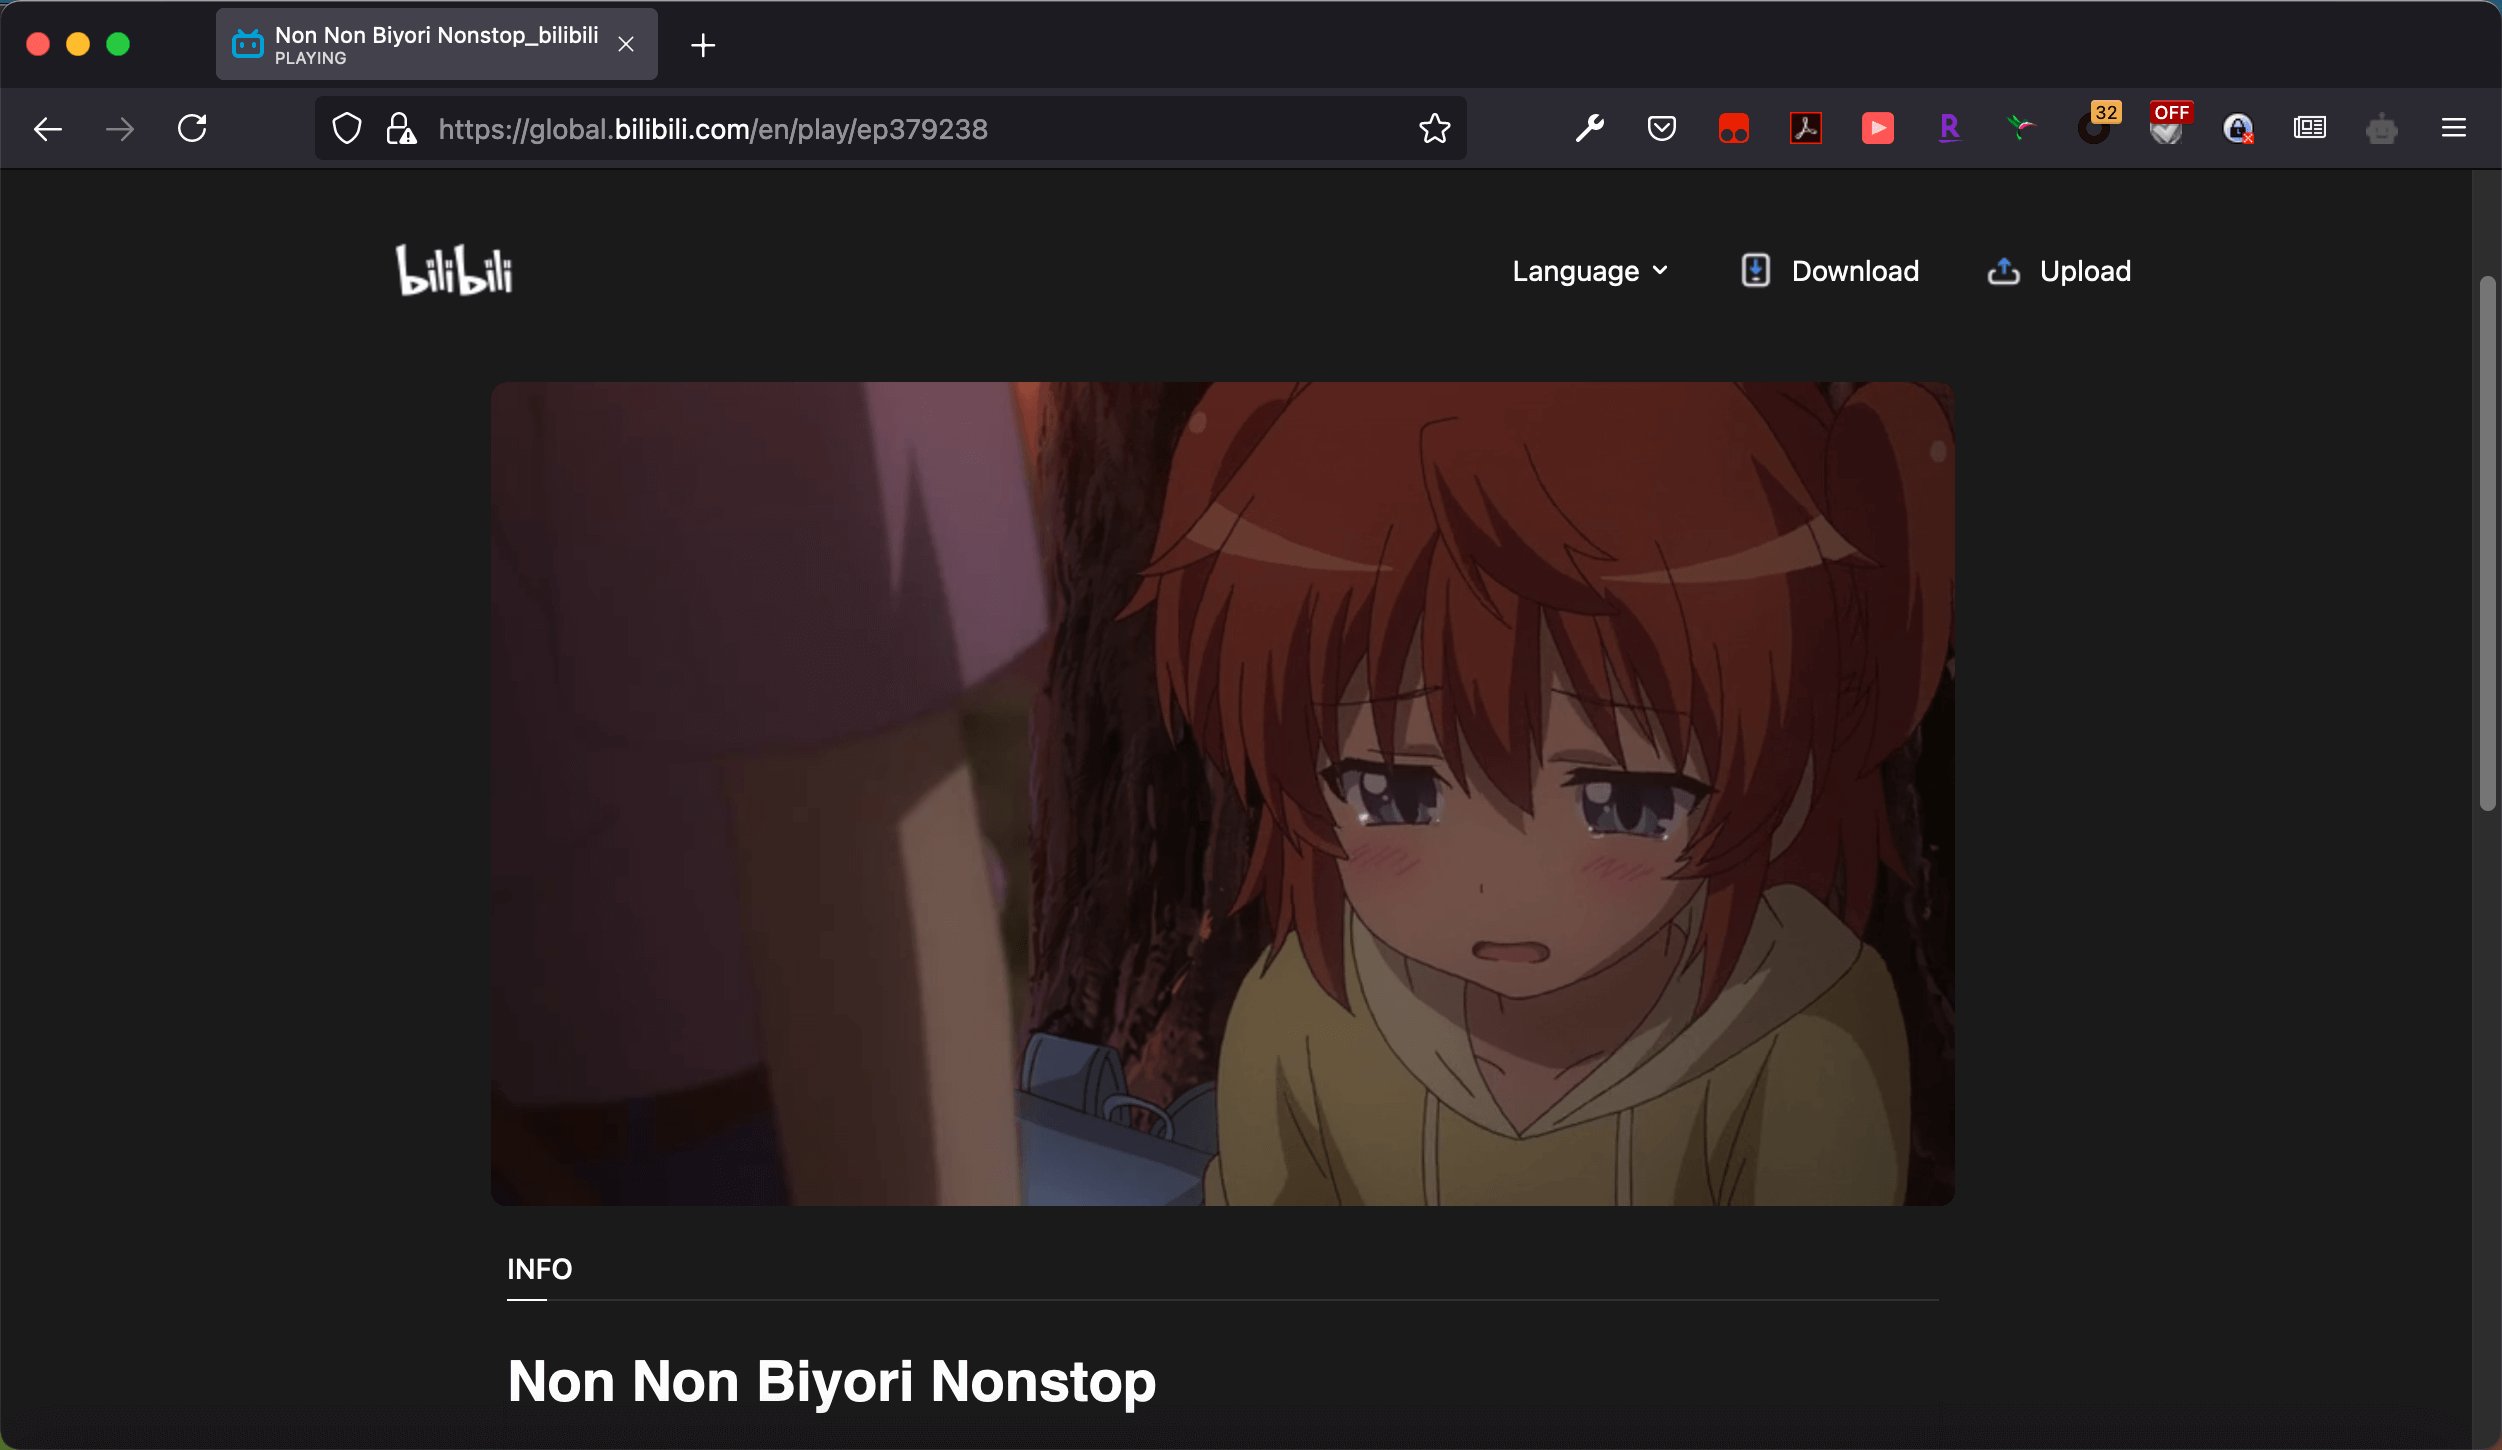 Non Non Biyori Nonstop_bilibili
PLAYING
https://global.bilibili.com/en/play/ep379238
R
32
OFF
bilibili
Language
Download
Upload
INFO
Non Non Biyori Nonstop